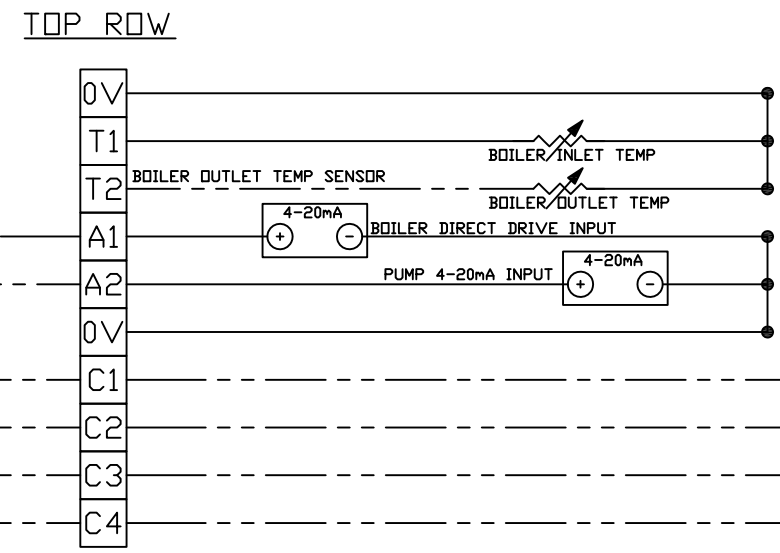 TOP ROW
0V
T1
BOILER INLET TEMP
T2
BOILER OUTLET TEMP SENSOR
BOILER OUTLET TEMP
A1
4-20mA
+ -
BOILER DIRECT DRIVE INPUT
A2
PUMP 4-20mA INPUT
4-20mA
+ -
0V
C1
C2
C3
C4